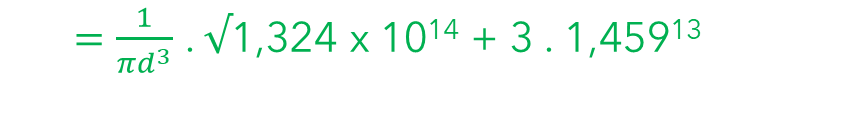 = 1/πd³ . √1,324 x 10¹⁴ + 3 . 1,459¹³